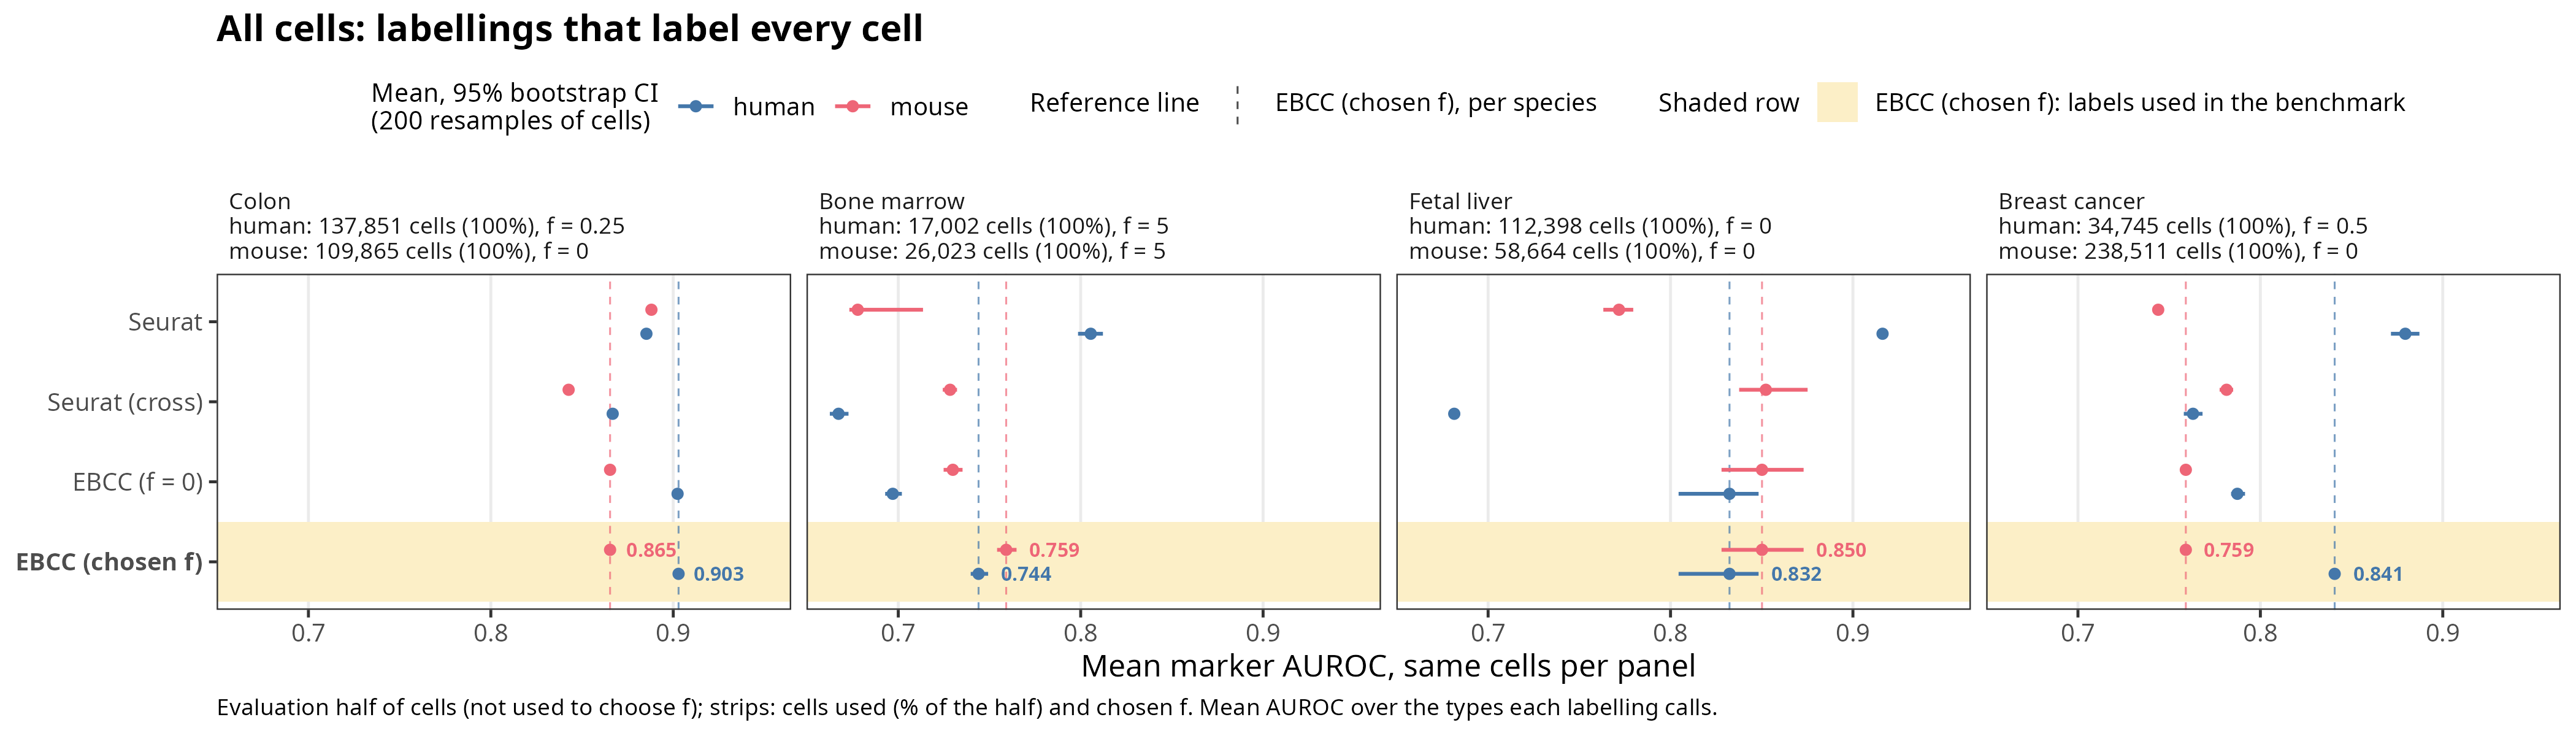 All cells: labellings that label every cell
Mean, 95% bootstrap CI
(200 resamples of cells)
human
mouse
Reference line
EBCC (chosen f), per species
Shaded row
EBCC (chosen f): labels used in the benchmark
Colon
human: 137,851 cells (100%), f = 0.25
mouse: 109,865 cells (100%), f = 0
Bone marrow
human: 17,002 cells (100%), f = 5
mouse: 26,023 cells (100%), f = 5
Fetal liver
human: 112,398 cells (100%), f = 0
mouse: 58,664 cells (100%), f = 0
Breast cancer
human: 34,745 cells (100%), f = 0.5
mouse: 238,511 cells (100%), f = 0
Seurat
Seurat (cross)
EBCC (f = 0)
EBCC (chosen f)
0.865
0.903
0.759
0.744
0.850
0.832
0.759
0.841
0.7 0.8 0.9
0.7 0.8 0.9
0.7 0.8 0.9
0.7 0.8 0.9
Mean marker AUROC, same cells per panel
Evaluation half of cells (not used to choose f); strips: cells used (% of the half) and chosen f. Mean AUROC over the types each labelling calls.